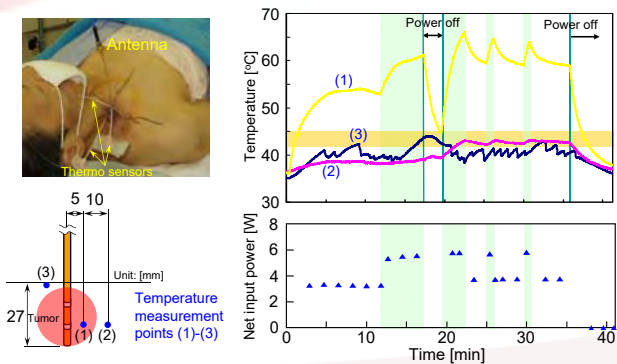 Antenna
Thermo sensors
5 10
(3)
Unit: [mm]
27
Tumor
(1) (2)
Temperature
measurement
points (1)-(3)
Temperature [°C]
70
60
50
40
30
Power off
Power off
(1)
(3)
(2)
Net input power [W]
8
6
4
2
0
0 10 20 30 40
Time [min]